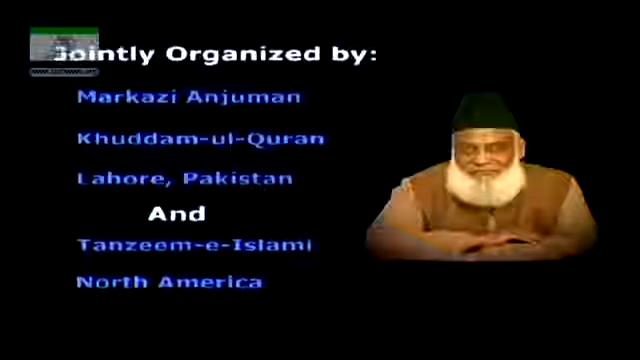 Jointly Organized by:
Markazi Anjuman
Khuddam-ul-Quran
Lahore, Pakistan
And
Tanzeem-e-Islami
North America